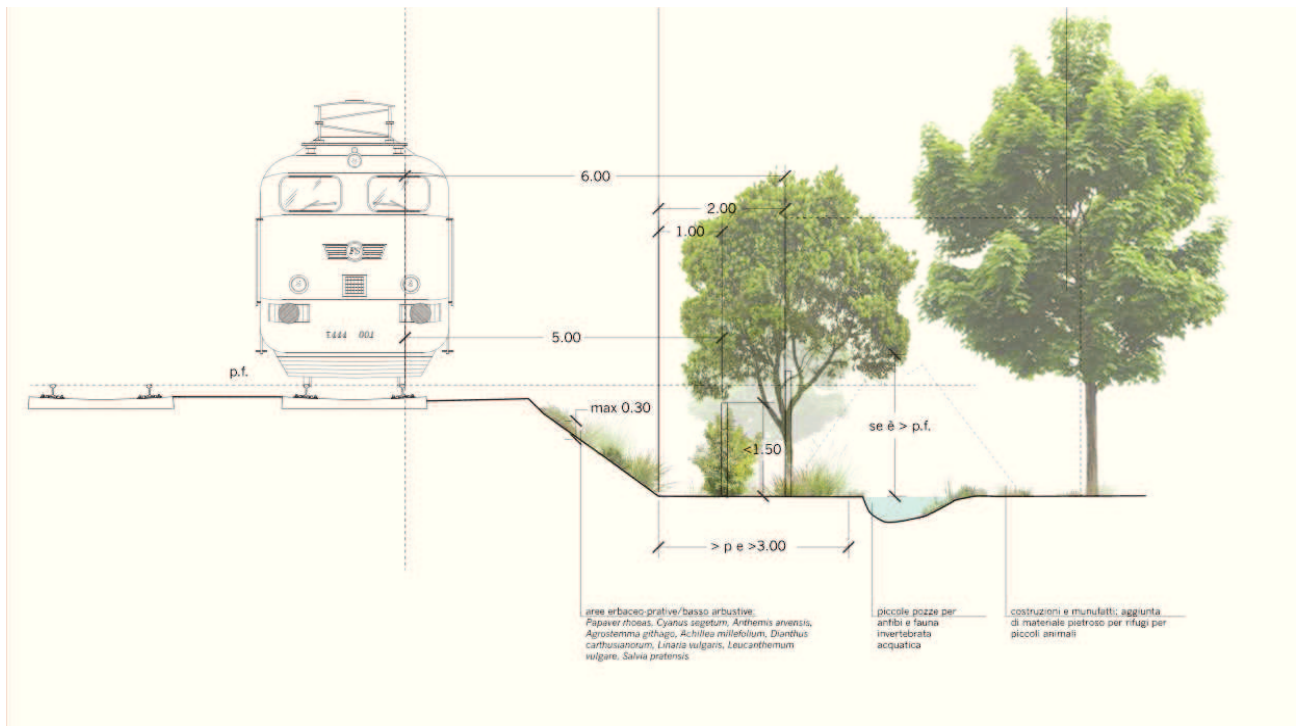 6.00
2.00
1.00
FS
E444 001
5.00
p.f.
max 0.30
se è > p.f.
<1.50
> p e >3.00
aree erbaceo-prative/basso arbustive:
Papaver rhoeas, Cyanus segetum, Anthemis arvensis,
Agrostemma githago, Achillea millefolium, Dianthus
carthusianorum, Linaria vulgaris, Leucanthemum
vulgare, Salvia pratensis
piccole pozze per
anfibi e fauna
invertebrata
acquatica
costruzioni e munufatti; aggiunta
di materiale pietroso per rifugi per
piccoli animali